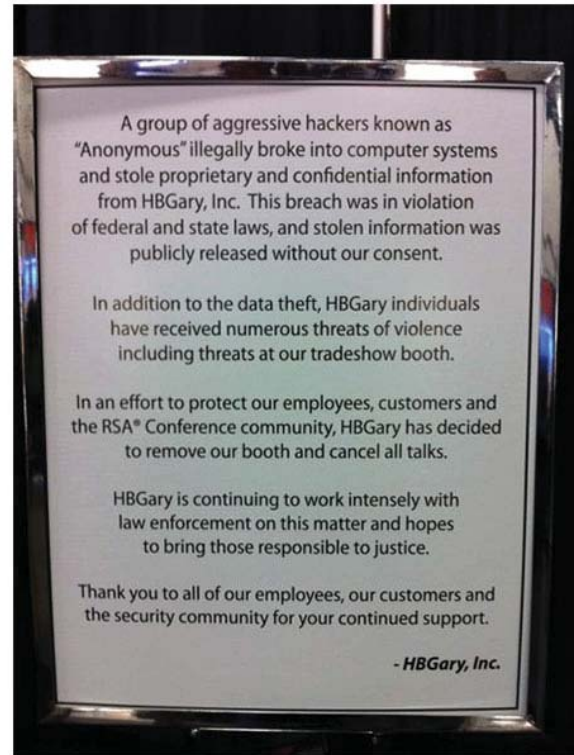 A group of aggressive hackers known as
"Anonymous" illegally broke into computer systems
and stole proprietary and confidential information
from HBGary, Inc. This breach was in violation
of federal and state laws, and stolen information was
publicly released without our consent.
In addition to the data theft, HBGary individuals
have received numerous threats of violence
including threats at our tradeshow booth.
In an effort to protect our employees, customers and
the RSA® Conference community, HBGary has decided
to remove our booth and cancel all talks.
HBGary is continuing to work intensely with
law enforcement on this matter and hopes
to bring those responsible to justice.
Thank you to all of our employees, our customers and
the security community for your continued support.
- HBGary, Inc.